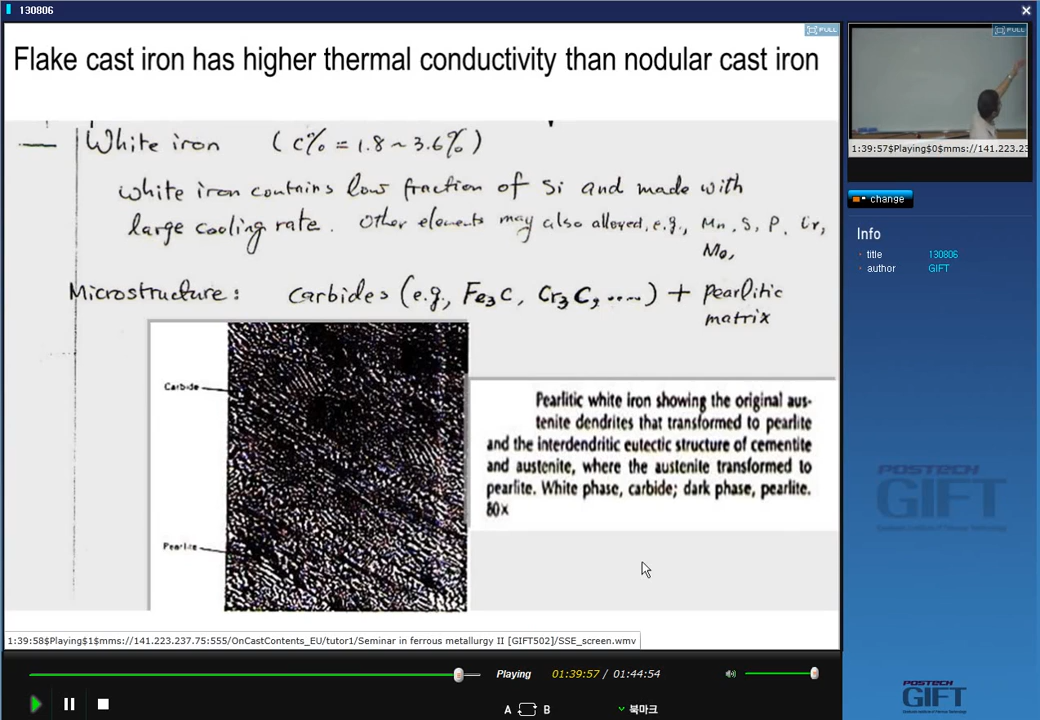 130806
FULL
Flake cast iron has higher thermal conductivity than nodular cast iron
White iron (C% = 1.8 ~ 3.6%)
White iron contains low fraction of Si and made with
large cooling rate. Other elements may also allowed, e.g., Mn, S, P, Cr,
Mo,
Microstructure: Carbides (e.g., Fe3C, Cr3C, .....) + pearlitic
matrix
Carbide
Pearlite
Pearlitic white iron showing the original aus-
tenite dendrites that transformed to pearlite
and the interdendritic eutectic structure of cementite
and austenite, where the austenite transformed to
pearlite. White phase, carbide; dark phase, pearlite.
80×
1:39:58$Playing$1$mms://141.223.237.75:555/OnCastContents_EU/tutor1/Seminar in ferrous metallurgy II [GIFT502]/SSE_screen.wmv
Playing
01:39:57 / 01:44:54
A B
북마크
FULL
1:39:57$Playing$0$mms://141.223.23
change
Info
title 130806
author GIFT
POSTECH
GIFT
POSTECH
GIFT